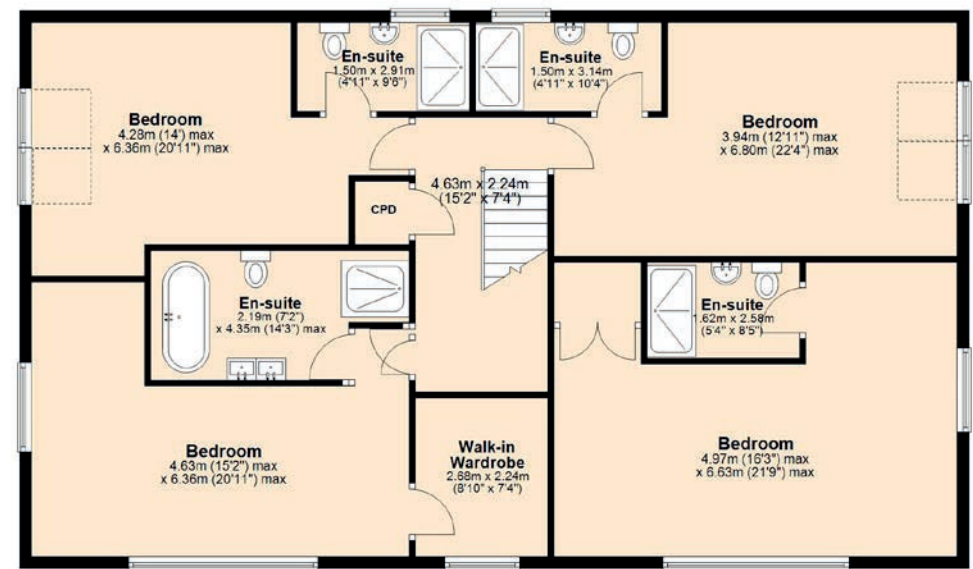 En-suite
1.50m x 2.91m
(4'11" x 9'6")
En-suite
1.50m x 3.14m
(4'11" x 10'4")
Bedroom
4.28m (14') max
x 6.36m (20'11") max
Bedroom
3.94m (12'11") max
x 6.80m (22'4") max
4.63m x 2.24m
(15'2" x 7'4")
CPD
En-suite
2.19m (7'2")
x 4.35m (14'3") max
En-suite
1.62m x 2.58m
(5'4" x 8'5")
Bedroom
4.63m (15'2") max
x 6.36m (20'11") max
Walk-in
Wardrobe
2.68m x 2.24m
(8'10" x 7'4")
Bedroom
4.97m (16'3") max
x 6.63m (21'9") max